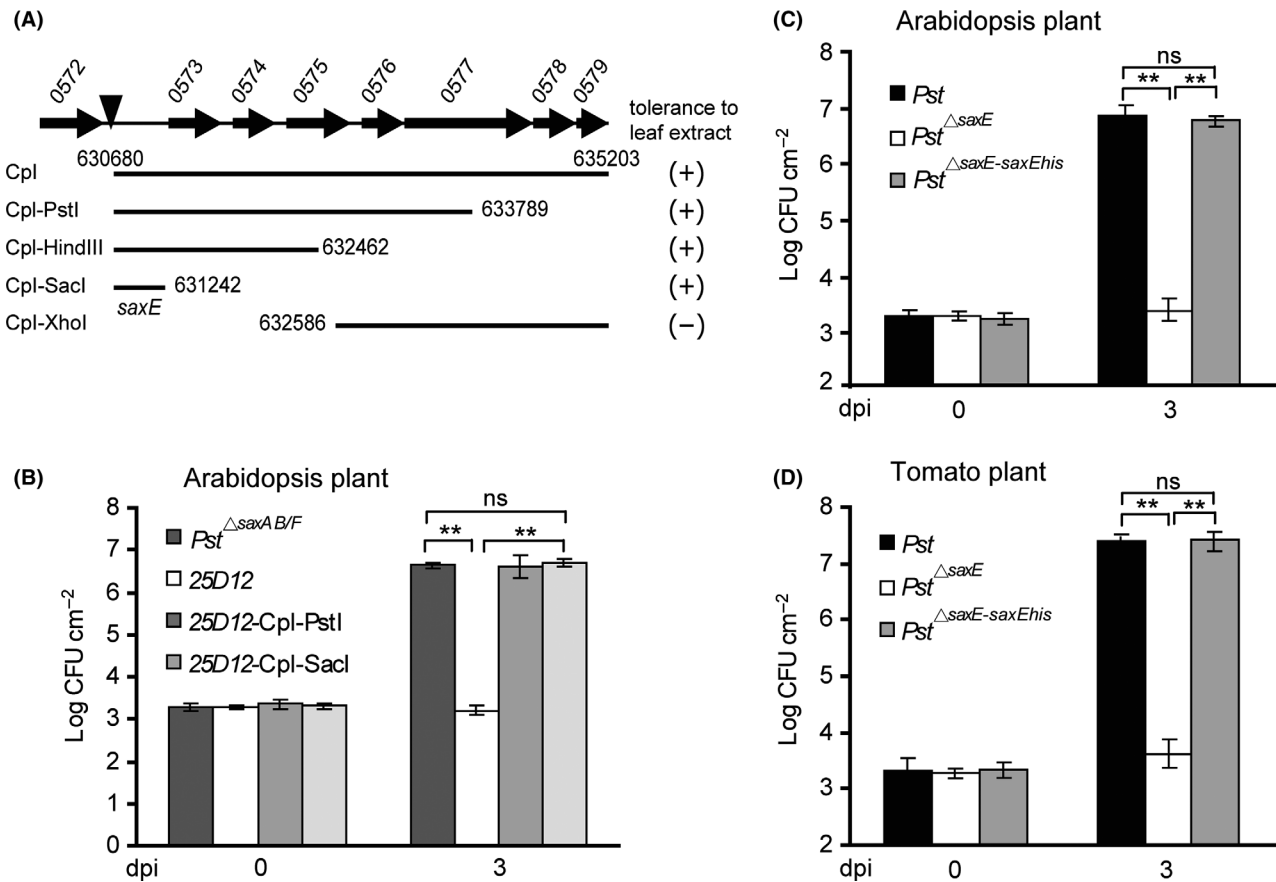 (A)
0572 0573 0574 0575 0576 0577 0578 0579
tolerance to
leaf extract
630680 635203
CpI (+)
CpI-PstI 633789 (+)
CpI-HindIII 632462 (+)
CpI-SacI 631242 (+)
saxE
CpI-XhoI 632586 (−)
(B) Arabidopsis plant
Log CFU cm−2
8
7
6
5
4
3
2
1
0
Pst△saxAB/F
25D12
25D12-CpI-PstI
25D12-CpI-SacI
ns
** **
dpi 0 3
(C) Arabidopsis plant
Log CFU cm−2
8
7
6
5
4
3
2
Pst
Pst△saxE
Pst△saxE-saxEhis
ns
** **
dpi 0 3
(D) Tomato plant
Log CFU cm−2
8
7
6
5
4
3
2
Pst
Pst△saxE
Pst△saxE-saxEhis
ns
** **
dpi 0 3